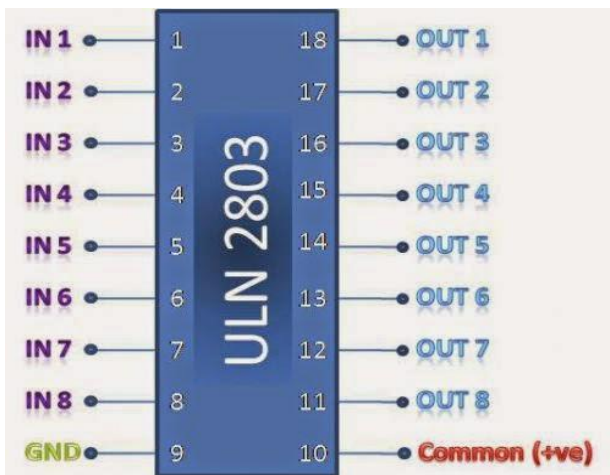 IN 1 1 18 OUT 1
IN 2 2 17 OUT 2
IN 3 3 16 OUT 3
IN 4 4 15 OUT 4
IN 5 5 14 OUT 5
IN 6 6 13 OUT 6
IN 7 7 12 OUT 7
IN 8 8 11 OUT 8
GND 9 10 Common (+ve)
ULN 2803